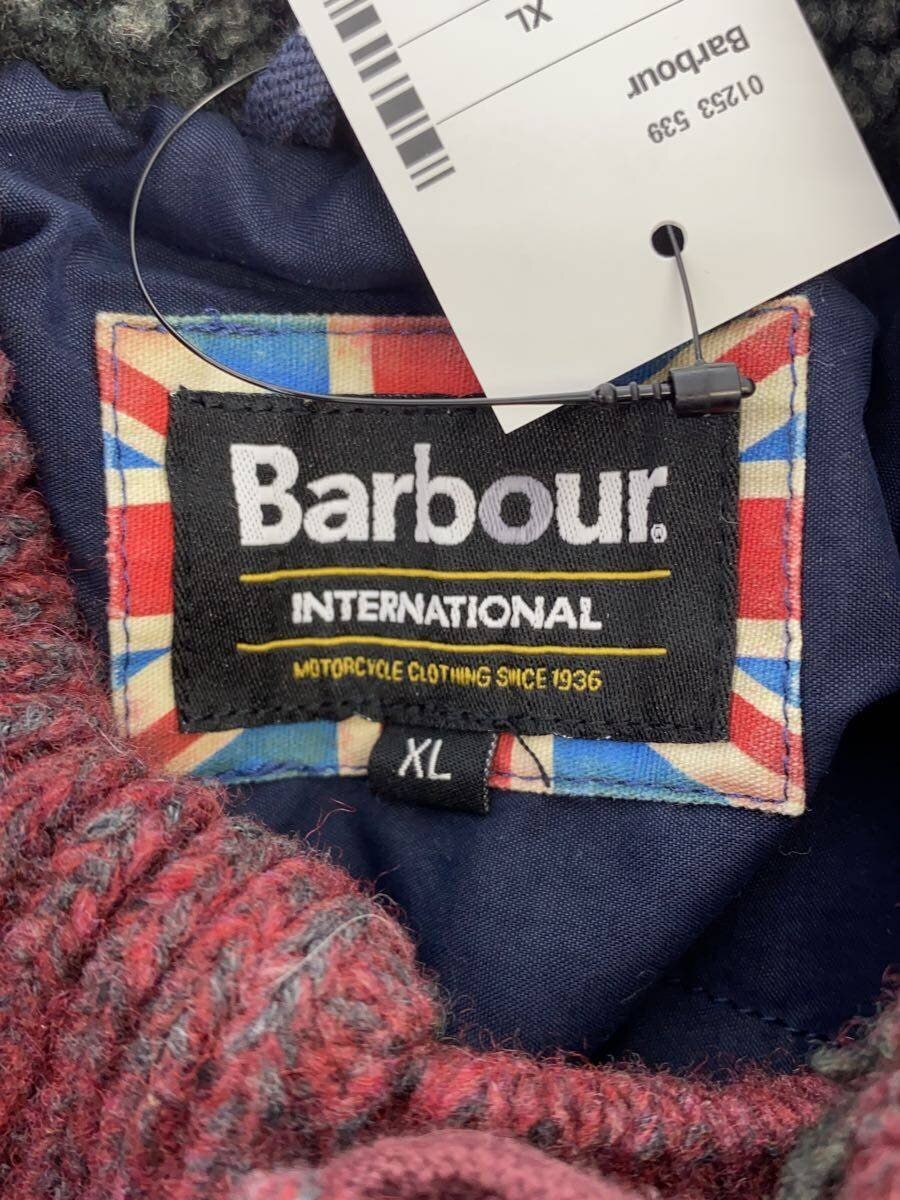 XL
Barbour
01253 539
Barbour®
INTERNATIONAL
MOTORCYCLE CLOTHING SINCE 1936
XL